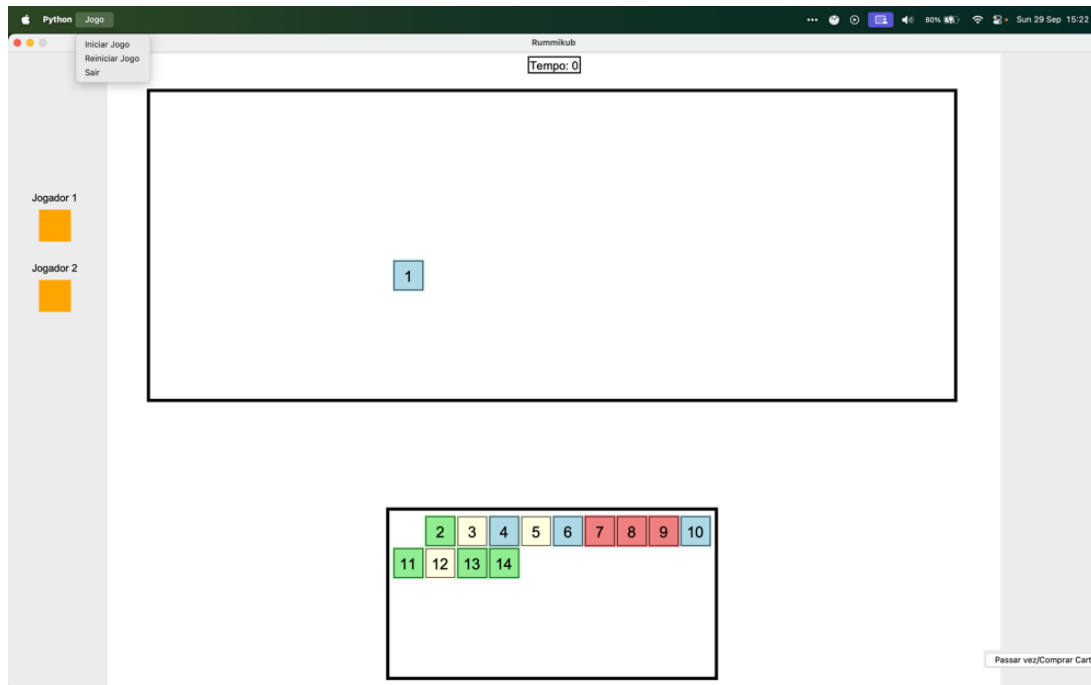 Python Jogo 80% Sun 29 Sep 15:22
Rummikub
Iniciar Jogo
Reiniciar Jogo
Sair
Tempo: 0
Jogador 1
Jogador 2
1
2 3 4 5 6 7 8 9 10
11 12 13 14
Passar vez/Comprar Cart